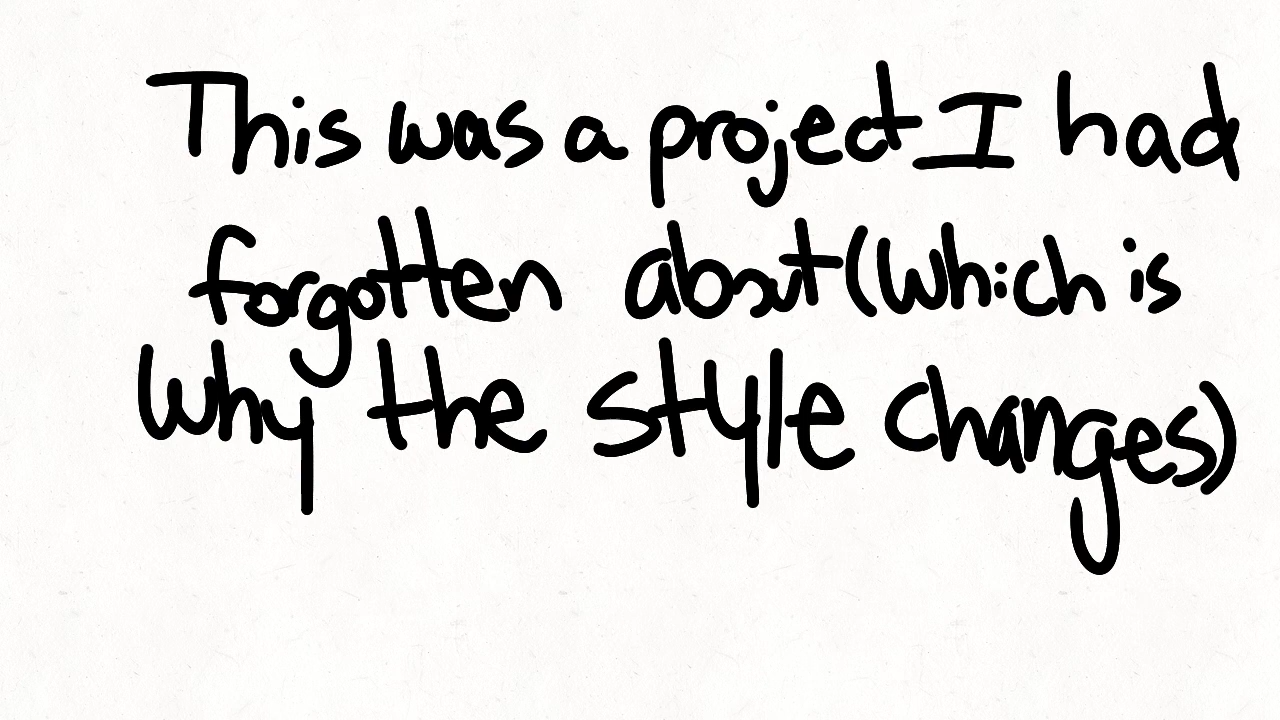 This was a project I had
forgotten about (Which is
Why the style changes)